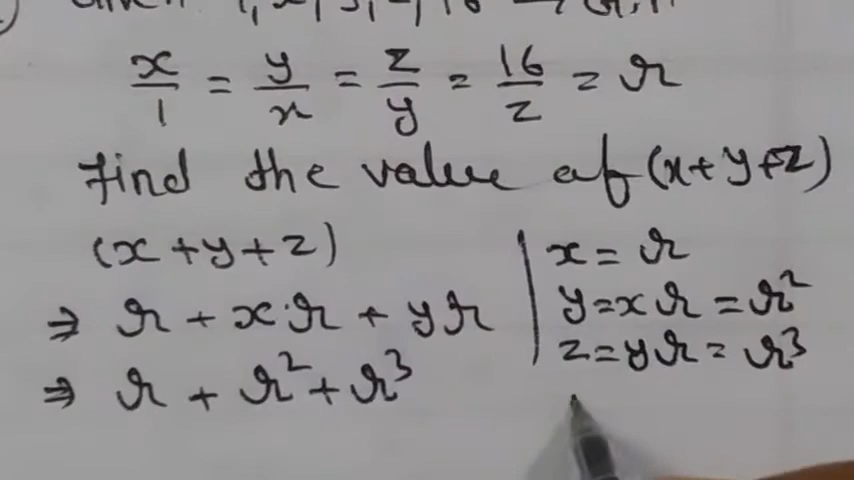 x/1 = y/x = z/y = 16/z = r
find the value of (x+y+z)
(x+y+z)
⇒ r + x·r + yr
⇒ r + r² + r³
x = r
y = xr = r²
z = yr = r³